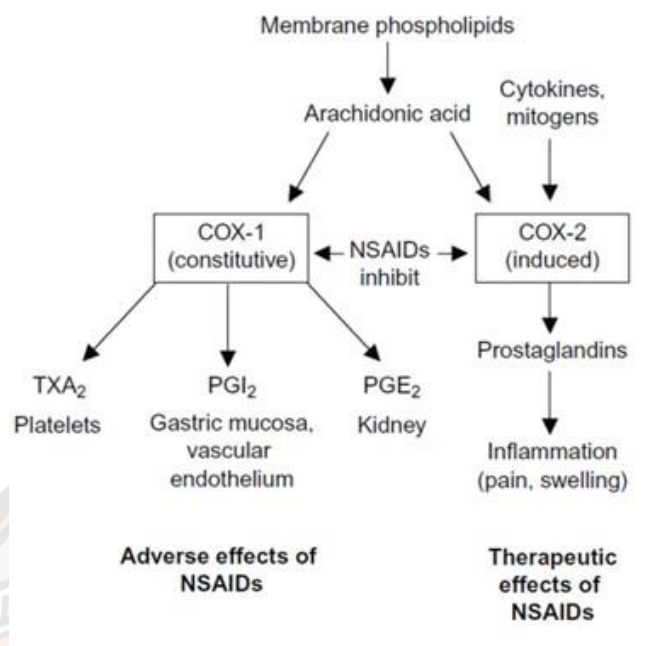 Membrane phospholipids
Arachidonic acid
Cytokines,
mitogens
COX-1
(constitutive)
NSAIDs
inhibit
COX-2
(induced)
TXA₂
Platelets
PGI₂
Gastric mucosa,
vascular
endothelium
PGE₂
Kidney
Prostaglandins
Inflammation
(pain, swelling)
Adverse effects of
NSAIDs
Therapeutic
effects of
NSAIDs